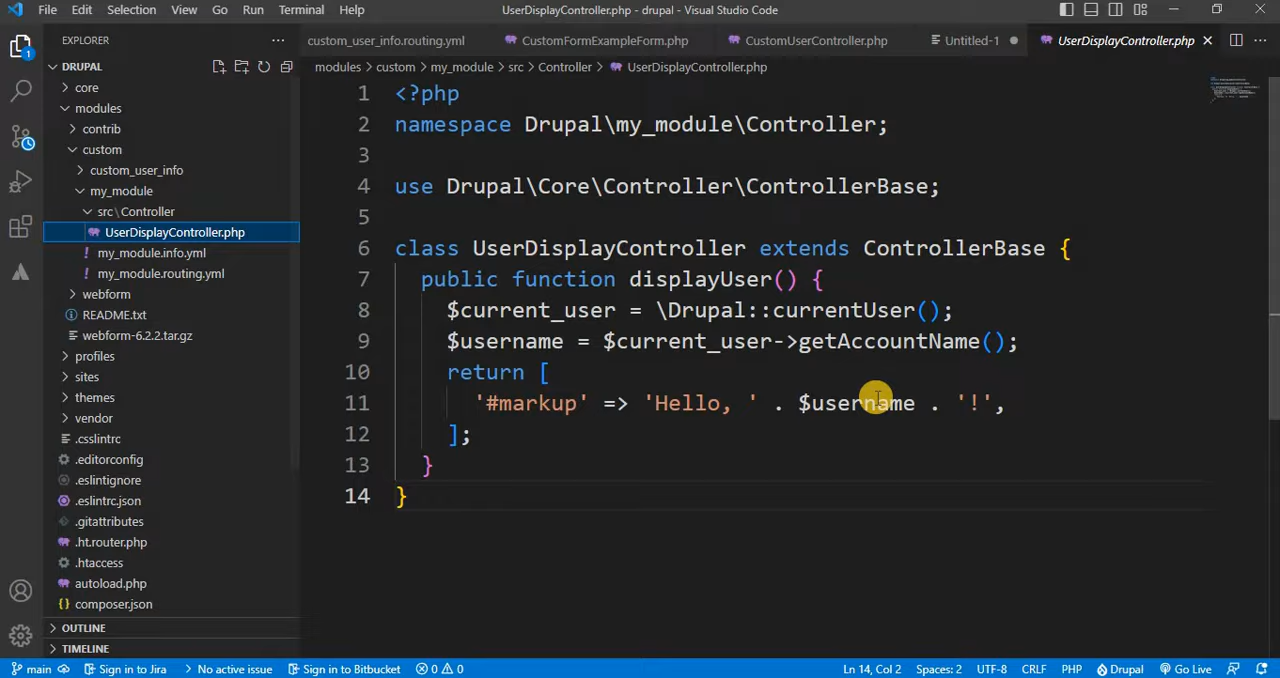 File Edit Selection View Go Run Terminal Help UserDisplayController.php - drupal - Visual Studio Code
EXPLORER
custom_user_info.routing.yml CustomFormExampleForm.php CustomUserController.php Untitled-1 UserDisplayController.php
DRUPAL
modules > custom > my_module > src > Controller > UserDisplayController.php
core
modules
contrib
custom
custom_user_info
my_module
src\Controller
UserDisplayController.php
my_module.info.yml
my_module.routing.yml
webform
README.txt
webform-6.2.2.tar.gz
profiles
sites
themes
vendor
.csslintrc
.editorconfig
.eslintignore
.eslintrc.json
.gitattributes
.ht.router.php
.htaccess
autoload.php
composer.json
OUTLINE
TIMELINE
1 <?php
2 namespace Drupal\my_module\Controller;
3
4 use Drupal\Core\Controller\ControllerBase;
5
6 class UserDisplayController extends ControllerBase {
7 public function displayUser() {
8 $current_user = \Drupal::currentUser();
9 $username = $current_user->getAccountName();
10 return [
11 '#markup' => 'Hello, ' . $username . '!',
12 ];
13 }
14 }
1
main Sign in to Jira No active issue Sign in to Bitbucket 0 0 Ln 14, Col 2 Spaces: 2 UTF-8 CRLF PHP Drupal Go Live